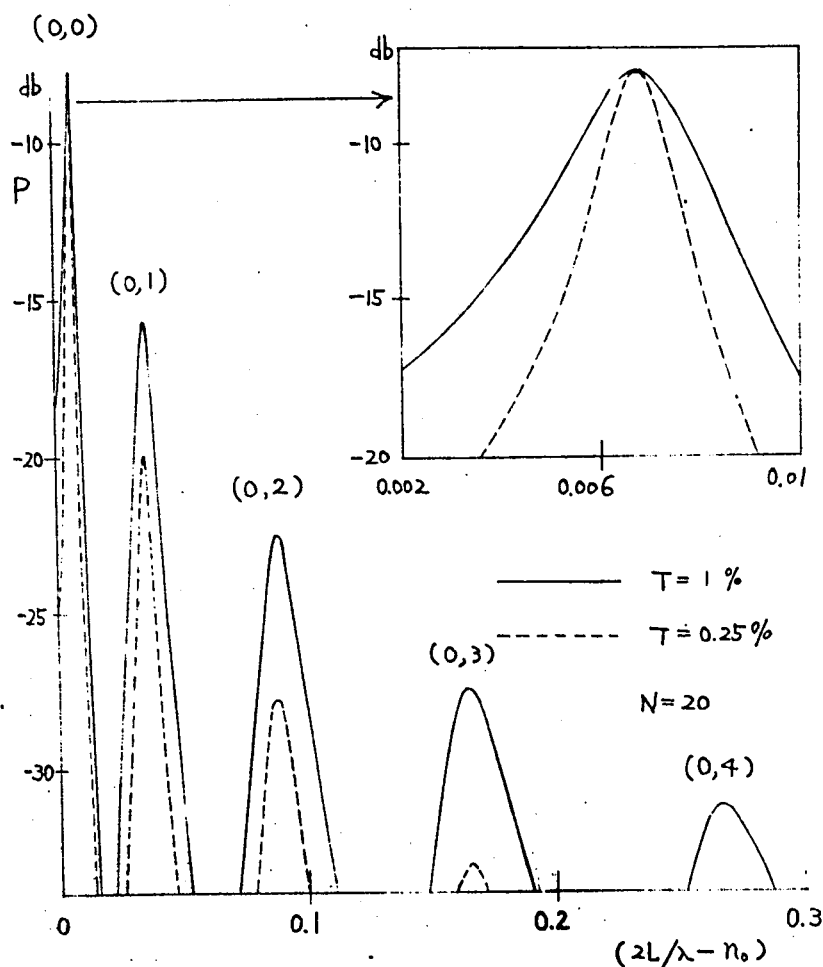 (0,0)
db
-10
P
-15
-20
-25
-30
(0,1)
(0,2)
(0,3)
(0,4)
db
-10
-15
-20
0.002
0.006
0.01
T = 1 %
T = 0.25%
N=20
0
0.1
0.2
0.3
(2L/λ - n₀)